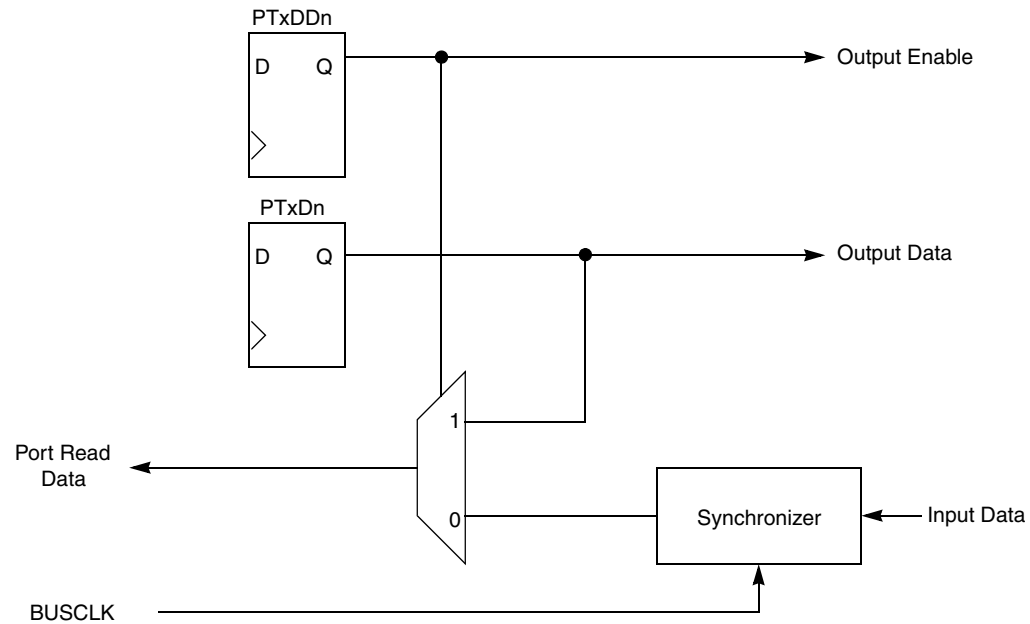 PTxDDn
D Q
Output Enable
PTxDn
D Q
Output Data
1
Port Read
Data
0
Synchronizer
Input Data
BUSCLK